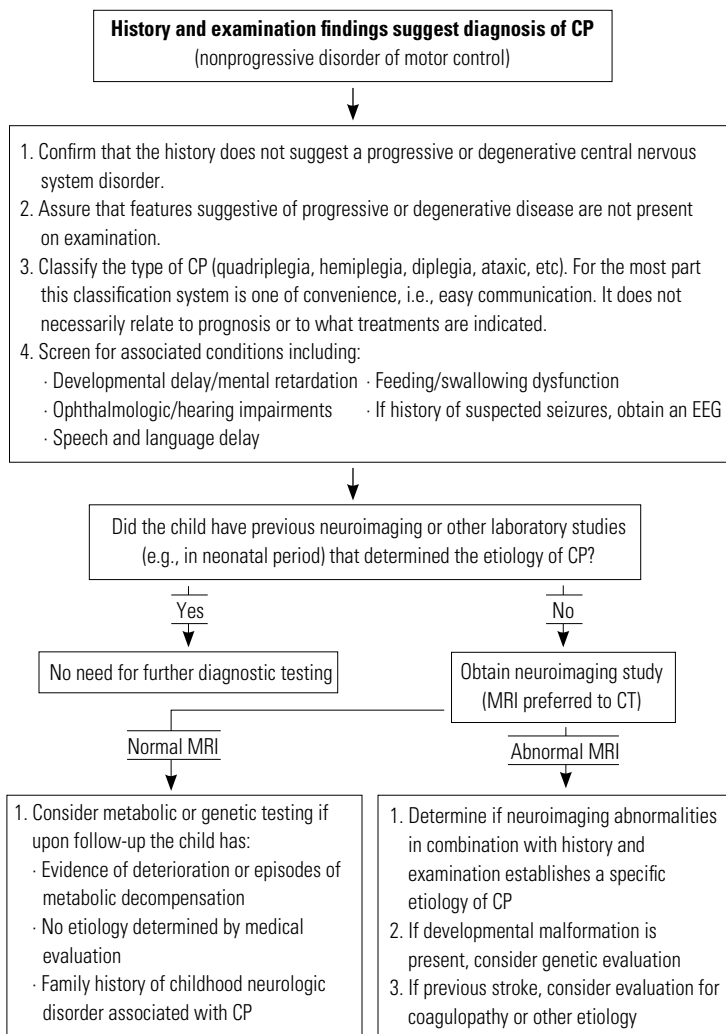 History and examination findings suggest diagnosis of CP
(nonprogressive disorder of motor control)
1. Confirm that the history does not suggest a progressive or degenerative central nervous
system disorder.
2. Assure that features suggestive of progressive or degenerative disease are not present
on examination.
3. Classify the type of CP (quadriplegia, hemiplegia, diplegia, ataxic, etc). For the most part
this classification system is one of convenience, i.e., easy communication. It does not
necessarily relate to prognosis or to what treatments are indicated.
4. Screen for associated conditions including:
· Developmental delay/mental retardation · Feeding/swallowing dysfunction
· Ophthalmologic/hearing impairments · If history of suspected seizures, obtain an EEG
· Speech and language delay
Did the child have previous neuroimaging or other laboratory studies
(e.g., in neonatal period) that determined the etiology of CP?
Yes
No
No need for further diagnostic testing
Obtain neuroimaging study
(MRI preferred to CT)
Normal MRI
Abnormal MRI
1. Consider metabolic or genetic testing if
upon follow-up the child has:
· Evidence of deterioration or episodes of
metabolic decompensation
· No etiology determined by medical
evaluation
· Family history of childhood neurologic
disorder associated with CP
1. Determine if neuroimaging abnormalities
in combination with history and
examination establishes a specific
etiology of CP
2. If developmental malformation is
present, consider genetic evaluation
3. If previous stroke, consider evaluation for
coagulopathy or other etiology